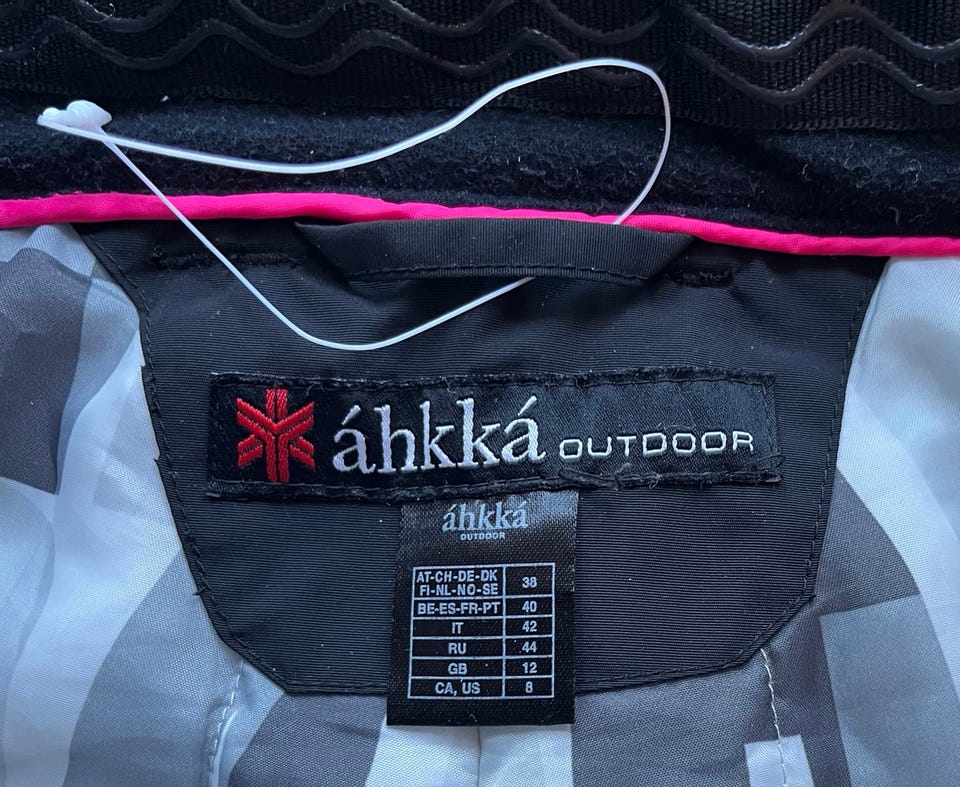 áhkká OUTDOOR
áhkká
OUTDOOR
AT-CH-DE-DK
FI-NL-NO-SE 38
BE-ES-FR-PT 40
IT 42
RU 44
GB 12
CA, US 8